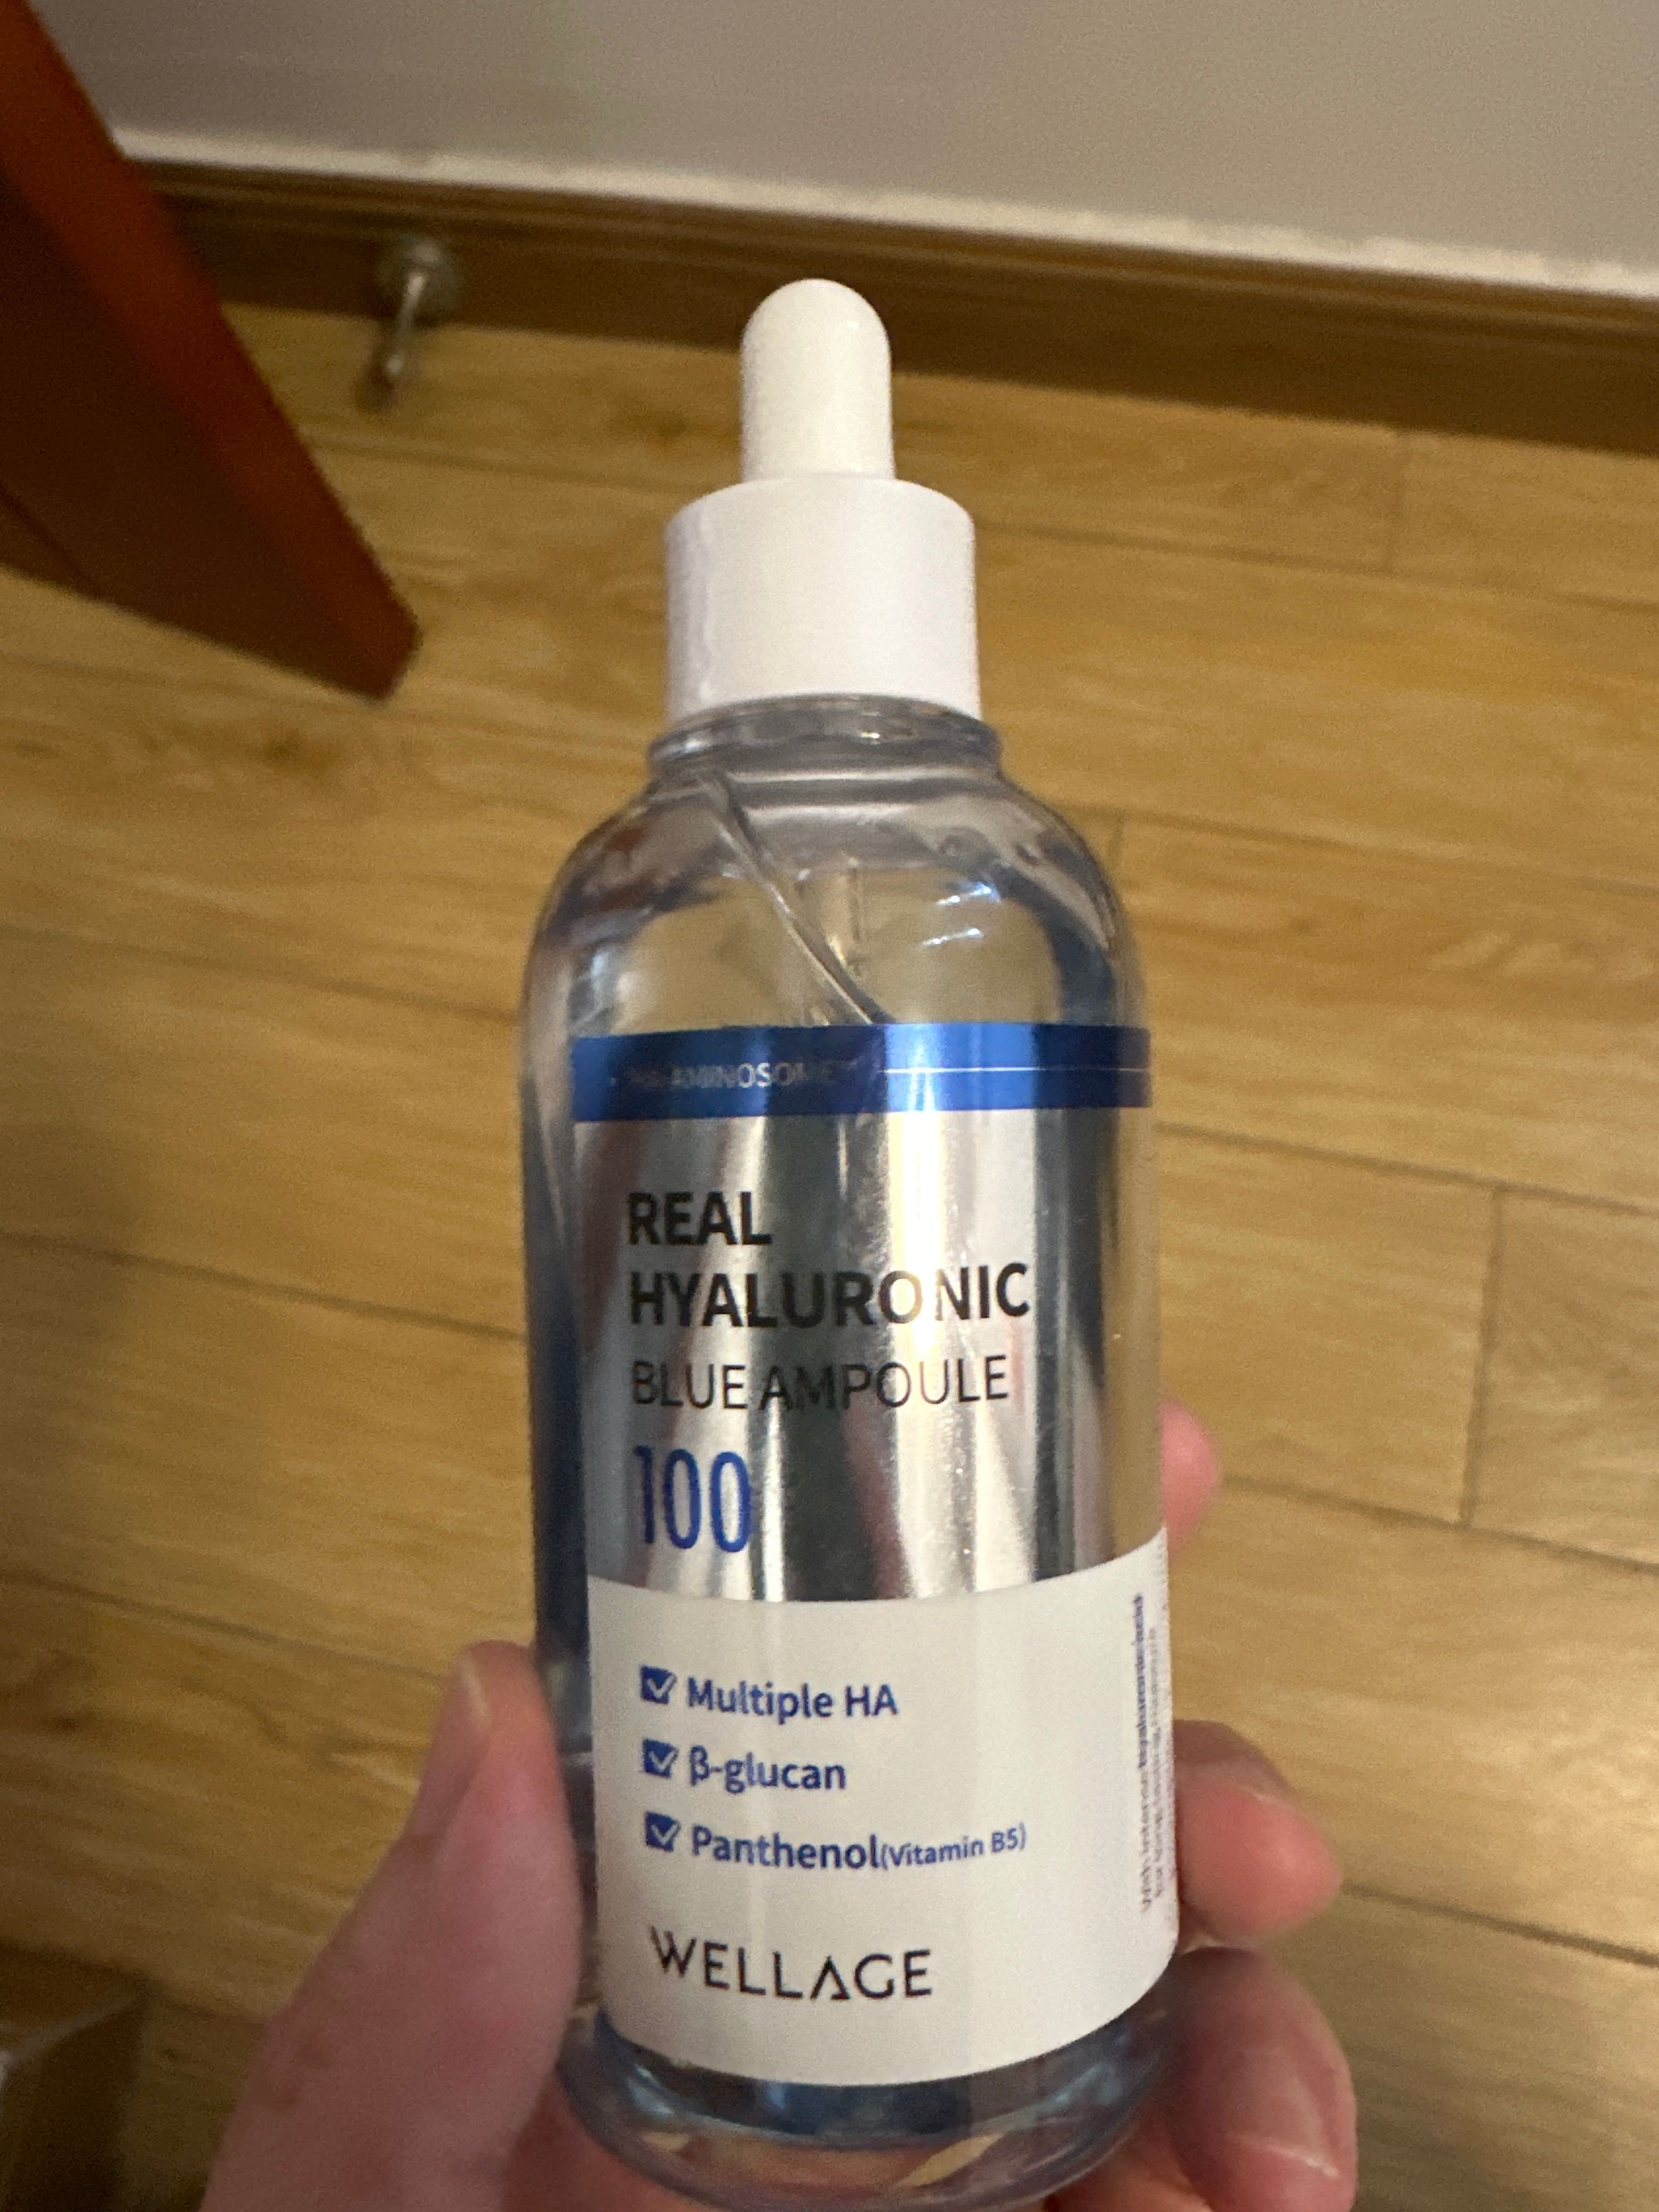 REAL
HYALURONIC
BLUE AMPOULE
100
Multiple HA
β-glucan
Panthenol(Vitamin B5)
WELLAGE